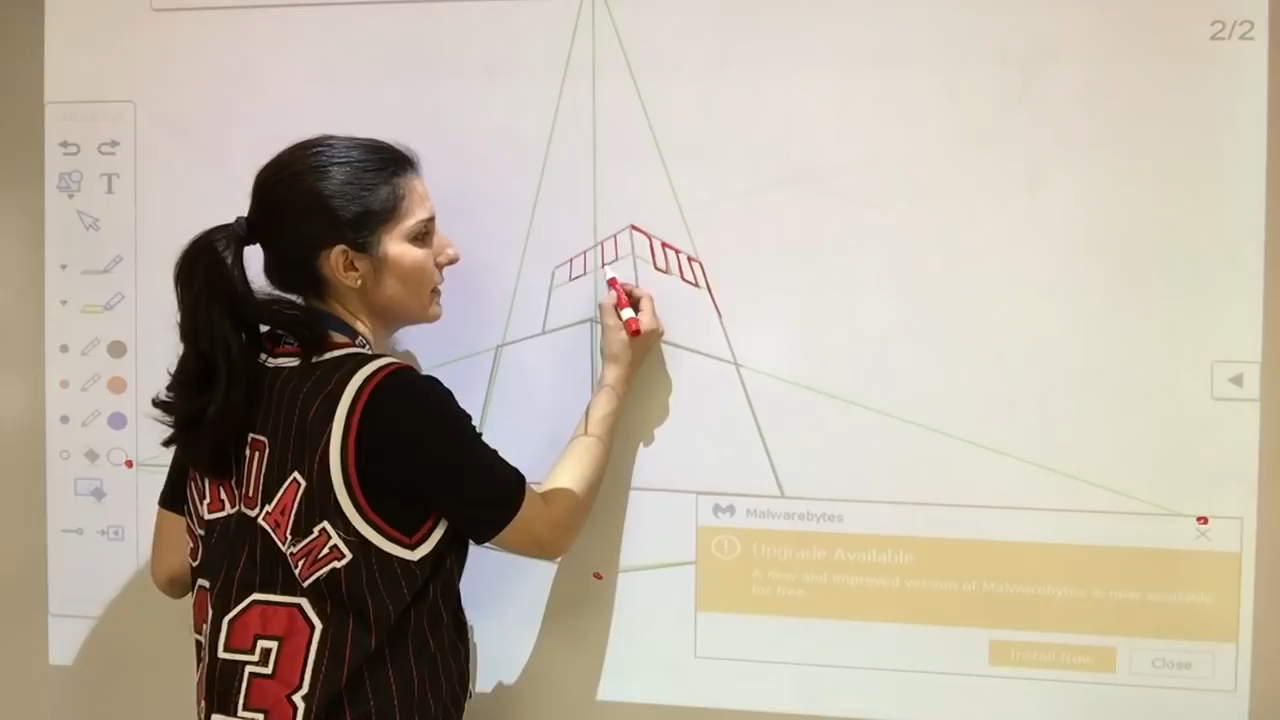 2/2
T
Malwarebytes
Upgrade Available
A new and improved version of Malwarebytes is now available
for free.
Install Now
Close
JORDAN
3